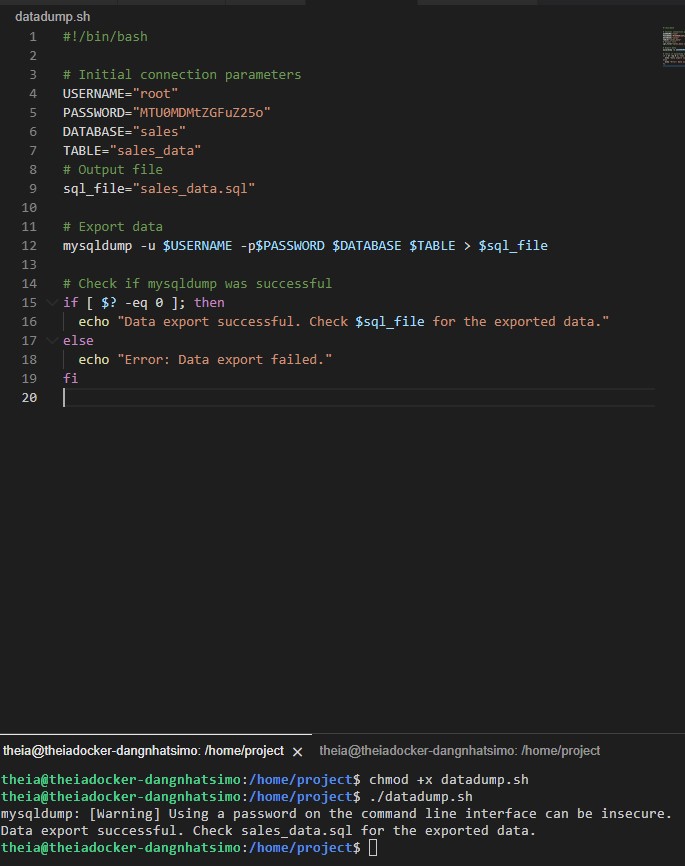 datadump.sh
1 #!/bin/bash
2
3 # Initial connection parameters
4 USERNAME="root"
5 PASSWORD="MTU0MDMtZGFuZ25o"
6 DATABASE="sales"
7 TABLE="sales_data"
8 # Output file
9 sql_file="sales_data.sql"
10
11 # Export data
12 mysqldump -u $USERNAME -p$PASSWORD $DATABASE $TABLE > $sql_file
13
14 # Check if mysqldump was successful
15 if [ $? -eq 0 ]; then
16 echo "Data export successful. Check $sql_file for the exported data."
17 else
18 echo "Error: Data export failed."
19 fi
20
theia@theiadocker-dangnhatsimo: /home/project × theia@theiadocker-dangnhatsimo: /home/project
theia@theiadocker-dangnhatsimo:/home/project$ chmod +x datadump.sh
theia@theiadocker-dangnhatsimo:/home/project$ ./datadump.sh
mysqldump: [Warning] Using a password on the command line interface can be insecure.
Data export successful. Check sales_data.sql for the exported data.
theia@theiadocker-dangnhatsimo:/home/project$